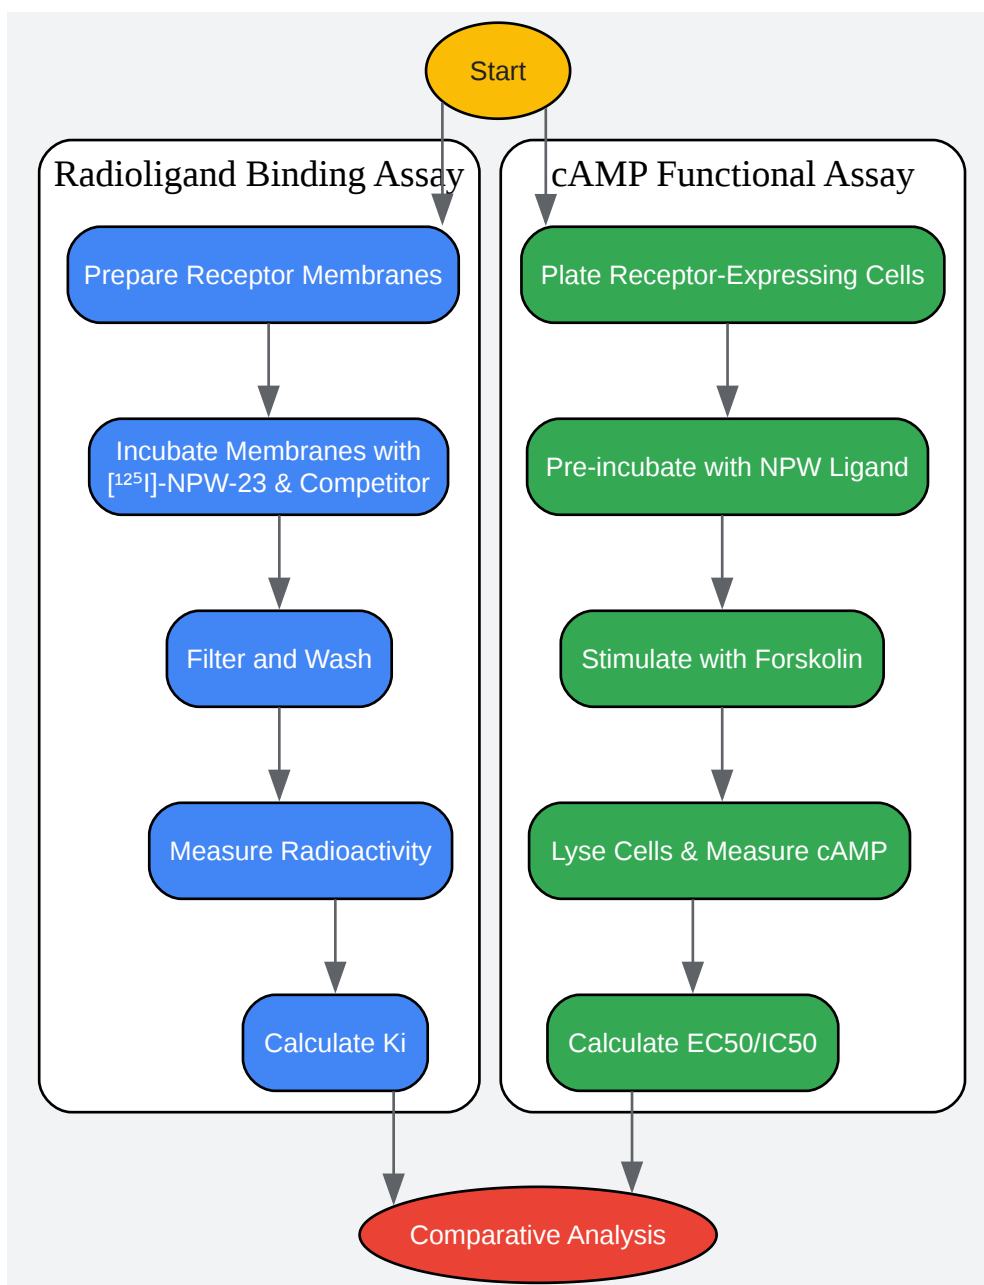 Start
Radioligand Binding Assay
Prepare Receptor Membranes
Incubate Membranes with
[¹²⁵I]-NPW-23 & Competitor
Filter and Wash
Measure Radioactivity
Calculate Ki
cAMP Functional Assay
Plate Receptor-Expressing Cells
Pre-incubate with NPW Ligand
Stimulate with Forskolin
Lyse Cells & Measure cAMP
Calculate EC50/IC50
Comparative Analysis